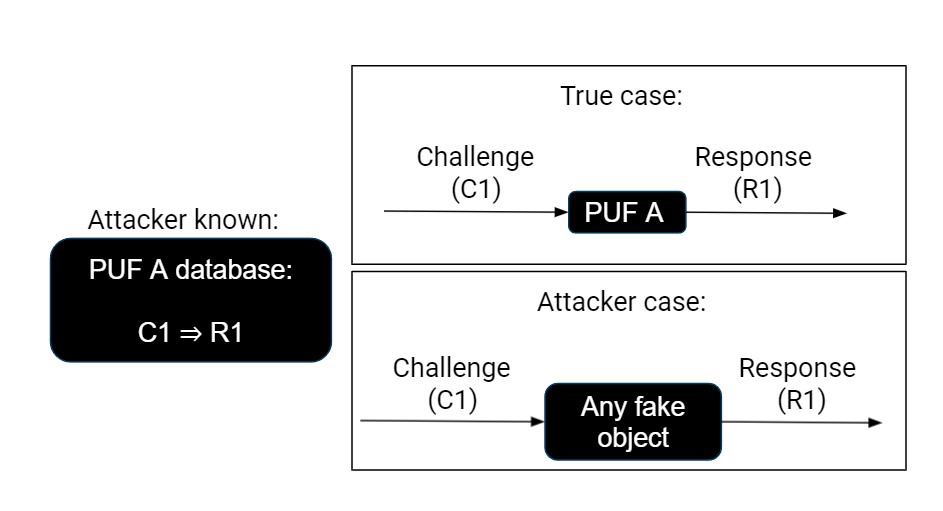 Attacker known:
PUF A database:
C1 ⇒ R1
True case:
Challenge
(C1)
PUF A
Response
(R1)
Attacker case:
Challenge
(C1)
Any fake
object
Response
(R1)